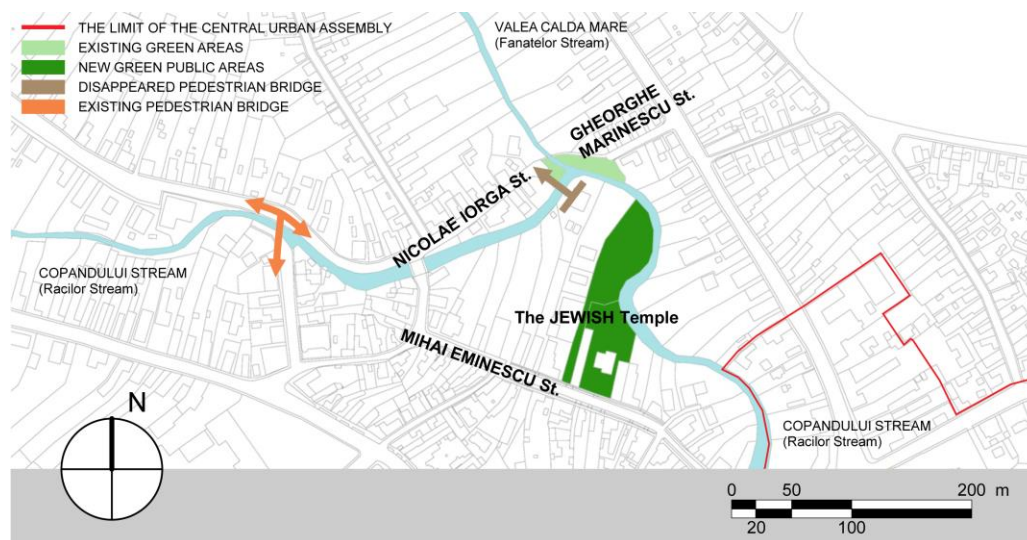 THE LIMIT OF THE CENTRAL URBAN ASSEMBLY
EXISTING GREEN AREAS
NEW GREEN PUBLIC AREAS
DISAPPEARED PEDESTRIAN BRIDGE
EXISTING PEDESTRIAN BRIDGE
VALEA CALDA MARE
(Fanatelor Stream)
GHEORGHE
MARINESCU St.
NICOLAE IORGA St.
COPANDULUI STREAM
(Racilor Stream)
The JEWISH Temple
MIHAI EMINESCU St.
COPANDULUI STREAM
(Racilor Stream)
N
0 50 200 m
20 100